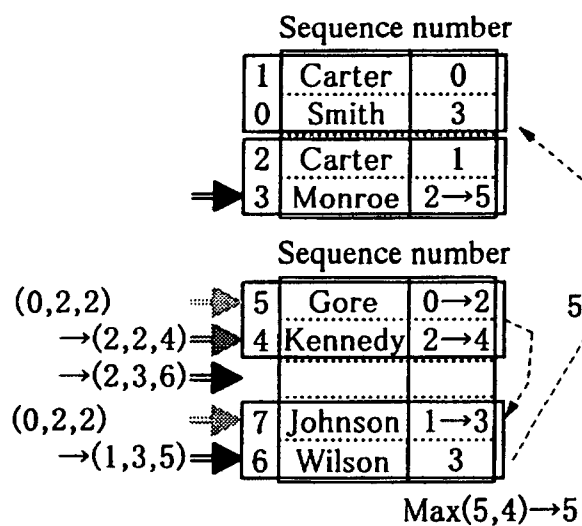 Sequence number
1 Carter 0
0 Smith 3
2 Carter 1
3 Monroe 2→5
Sequence number
(0,2,2) 5 Gore 0→2 5
→(2,2,4) 4 Kennedy 2→4
→(2,3,6)
(0,2,2) 7 Johnson 1→3
→(1,3,5) 6 Wilson 3
Max(5,4)→5